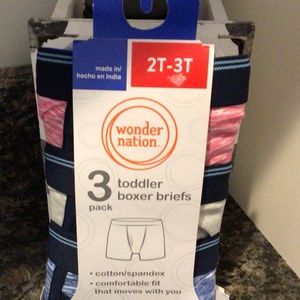 made in/
hecho en India
2T-3T
wonder
nation.
3 toddler
pack boxer briefs
• cotton/spandex
• comfortable fit
that moves with you